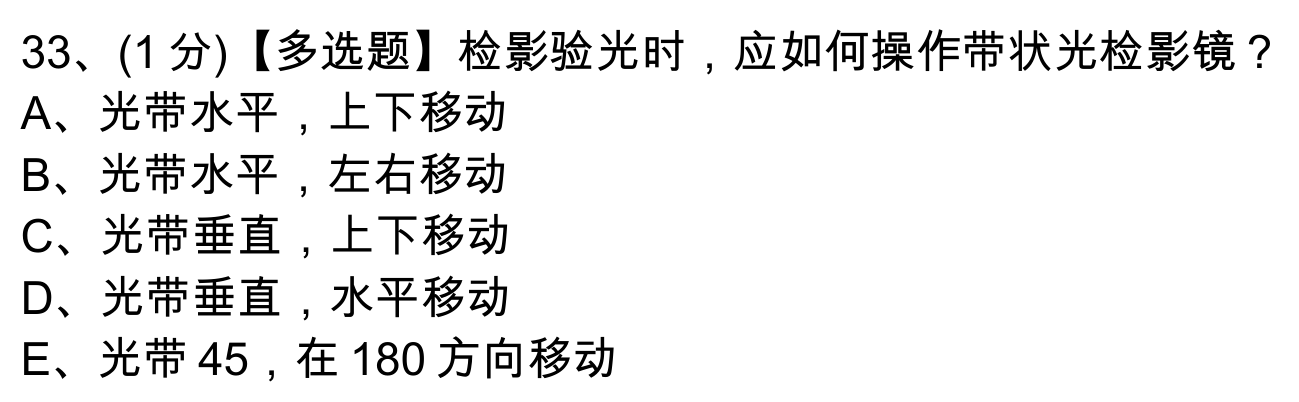 33、(1 分)【多选题】检影验光时，应如何操作带状光检影镜？
A、光带水平，上下移动
B、光带水平，左右移动
C、光带垂直，上下移动
D、光带垂直，水平移动
E、光带 45，在 180 方向移动